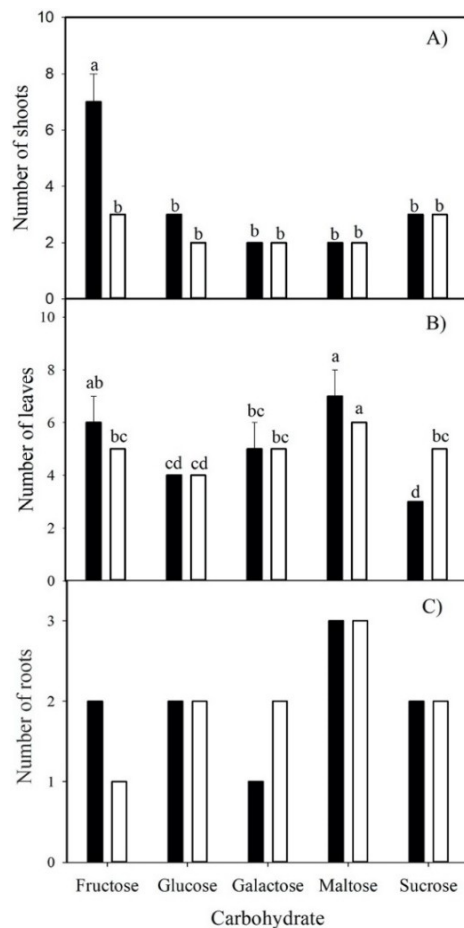 A)
Number of shoots
10
8
6
4
2
0
a
b
b b
b b
b b
b b
B)
Number of leaves
10
8
6
4
2
0
ab
bc
cd cd
bc bc
a
a
d
bc
C)
Number of roots
3
2
1
0
Fructose Glucose Galactose Maltose Sucrose
Carbohydrate